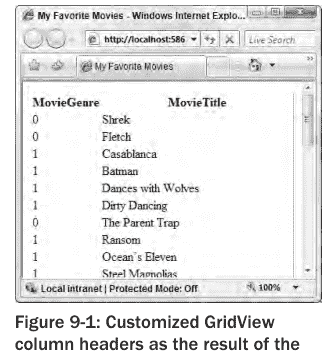 My Favorite Movies - Windows Internet Explo...
http://localhost:586
Live Search
My Favorite Movies
MovieGenre MovieTitle
0 Shrek
0 Fletch
1 Casablanca
1 Batman
1 Dances with Wolves
1 Dirty Dancing
0 The Parent Trap
1 Ransom
1 Ocean's Eleven
1 Steel Magnolias
Local intranet | Protected Mode: Off 100%
Figure 9-1: Customized GridView
column headers as the result of the